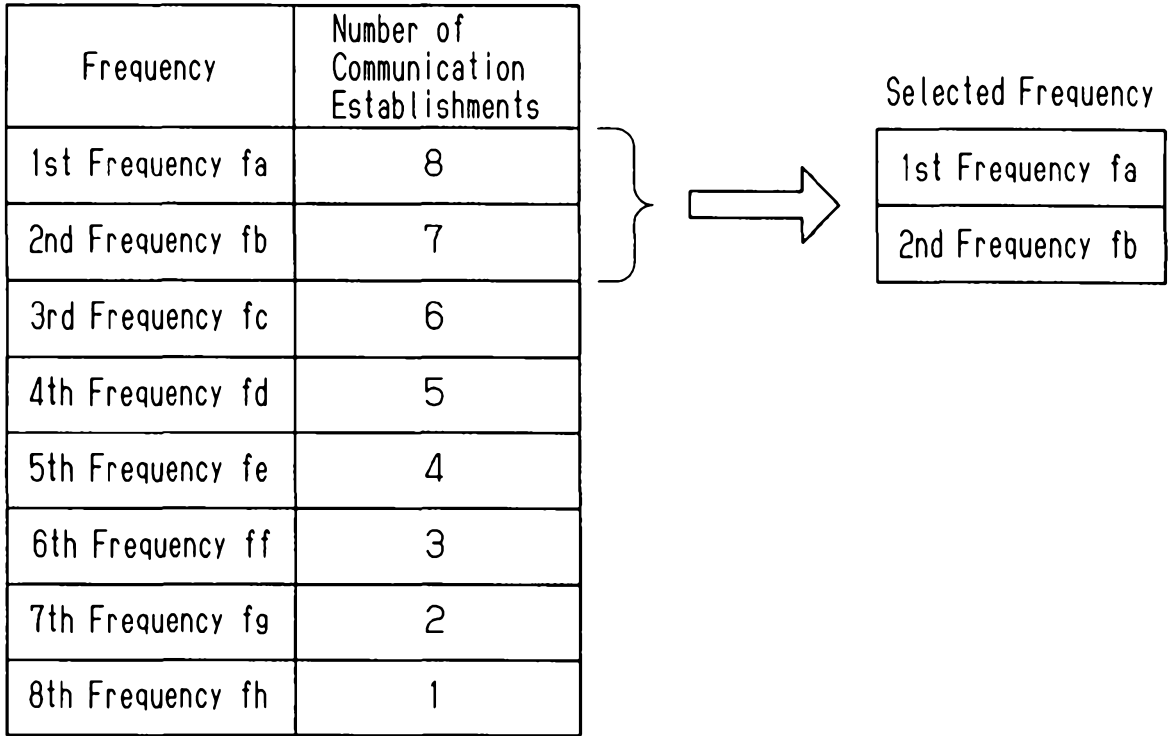 Frequency
Number of
Communication
Establishments
1st Frequency fa
8
2nd Frequency fb
7
3rd Frequency fc
6
4th Frequency fd
5
5th Frequency fe
4
6th Frequency ff
3
7th Frequency fg
2
8th Frequency fh
1
Selected Frequency
1st Frequency fa
2nd Frequency fb